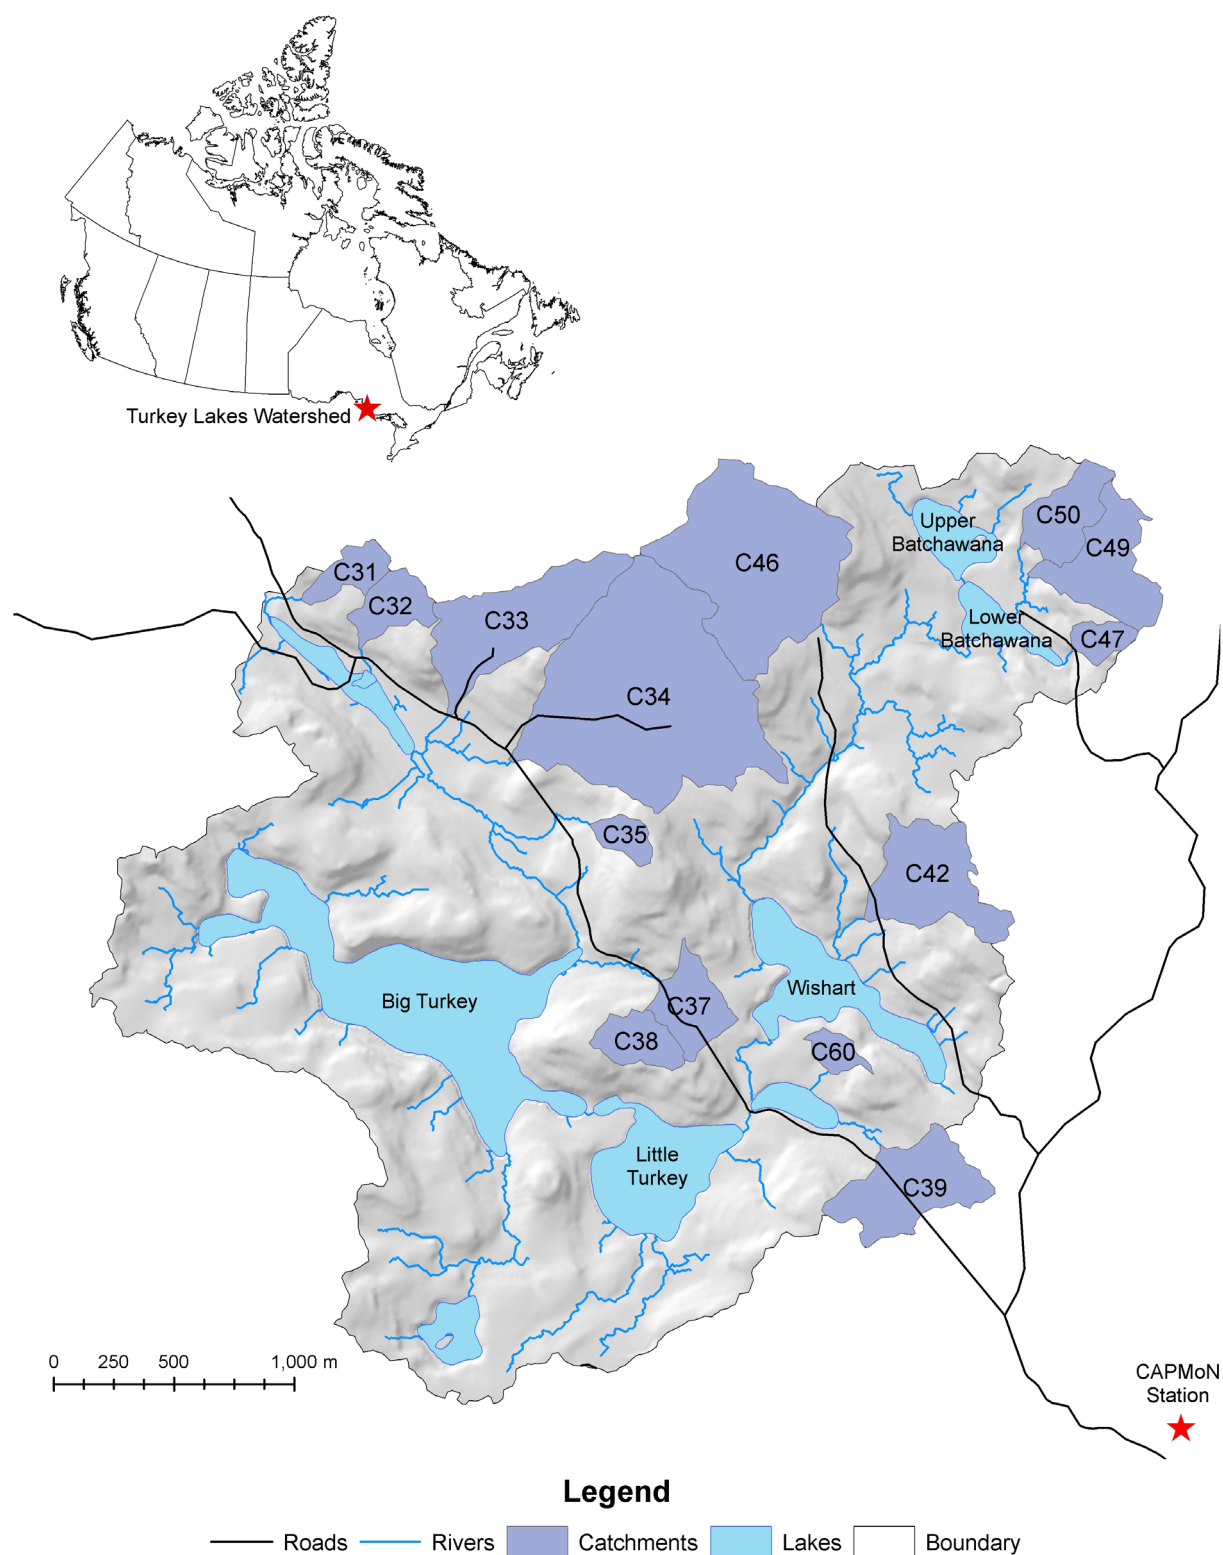 Turkey Lakes Watershed
Upper
Batchawana
C50
C49
C46
C31
C32
C33
Lower
Batchawana
C47
C34
C35
C42
Big Turkey
Wishart
C37
C38
C60
Little
Turkey
C39
0 250 500 1,000 m
CAPMoN
Station
Legend
Roads Rivers Catchments Lakes Boundary